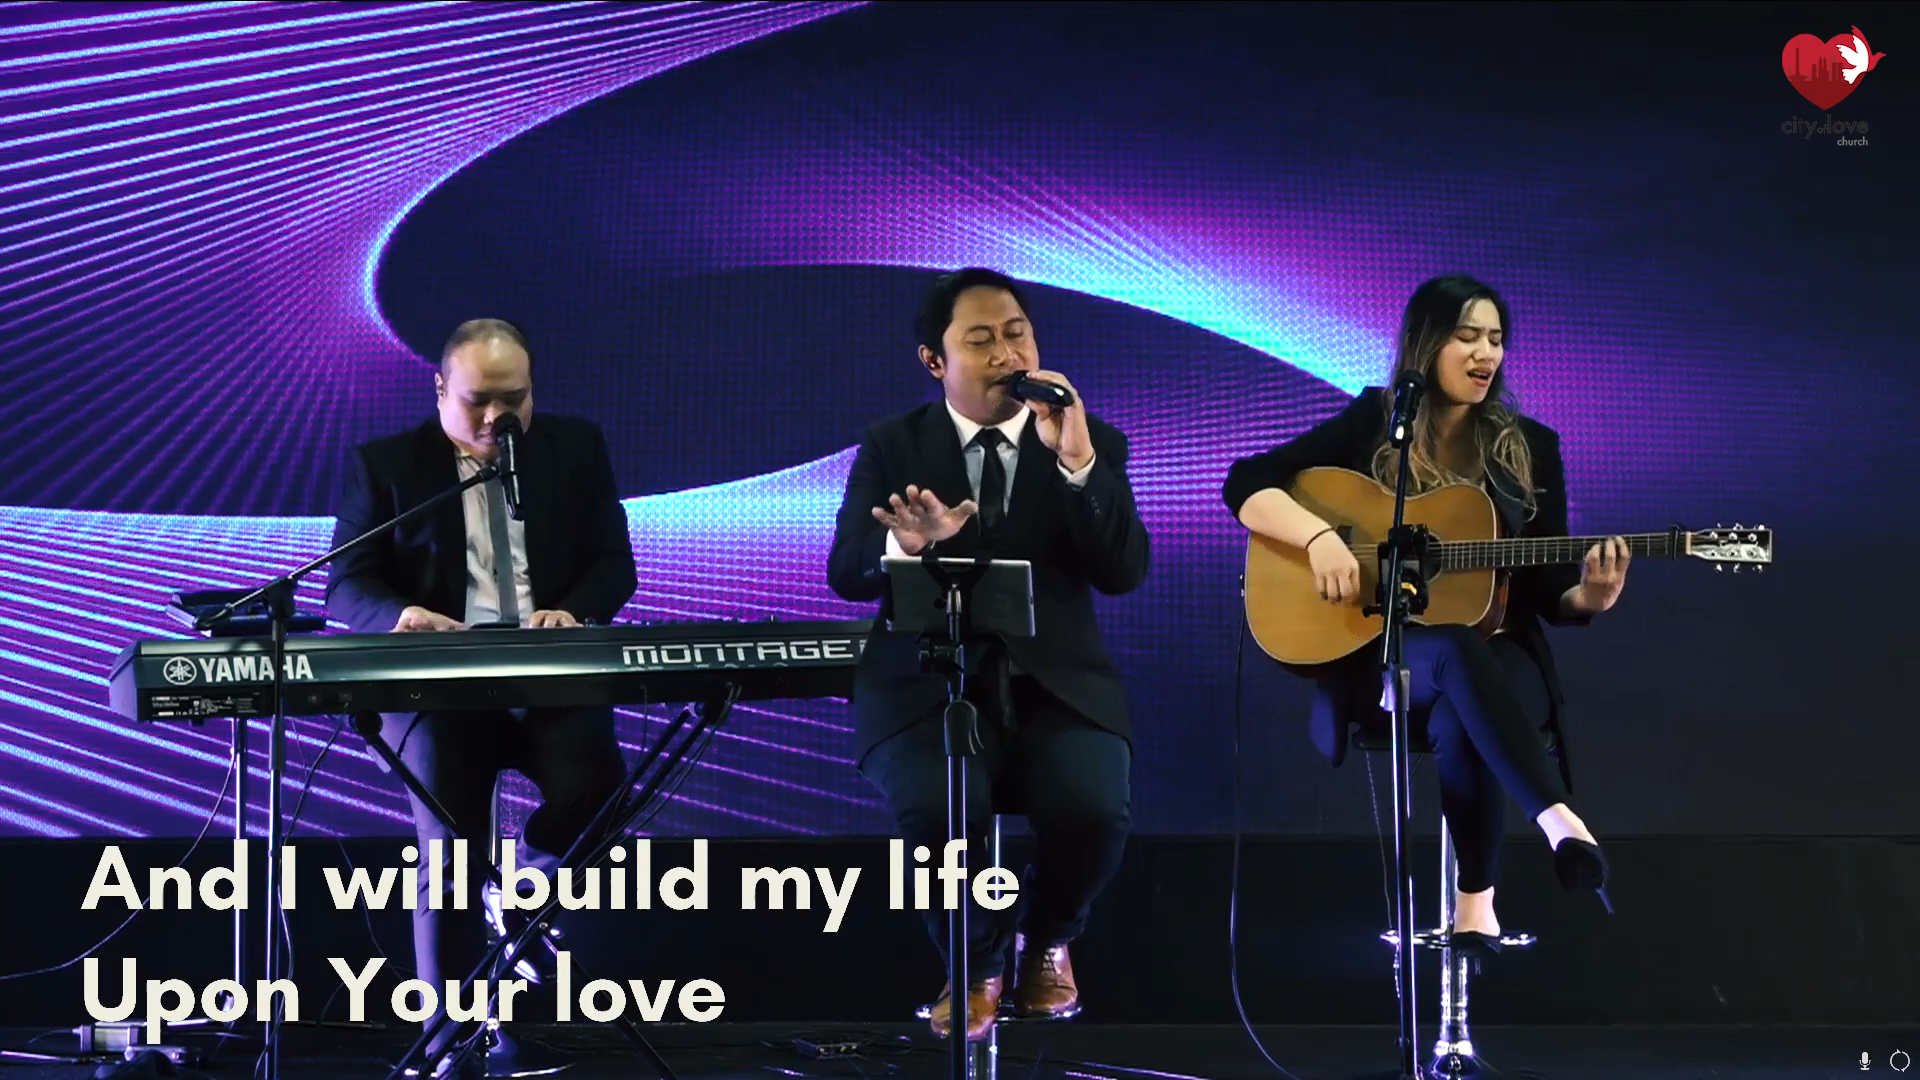 city of love
church
YAMAHA
MONTAGE
And I will build my life
Upon Your love